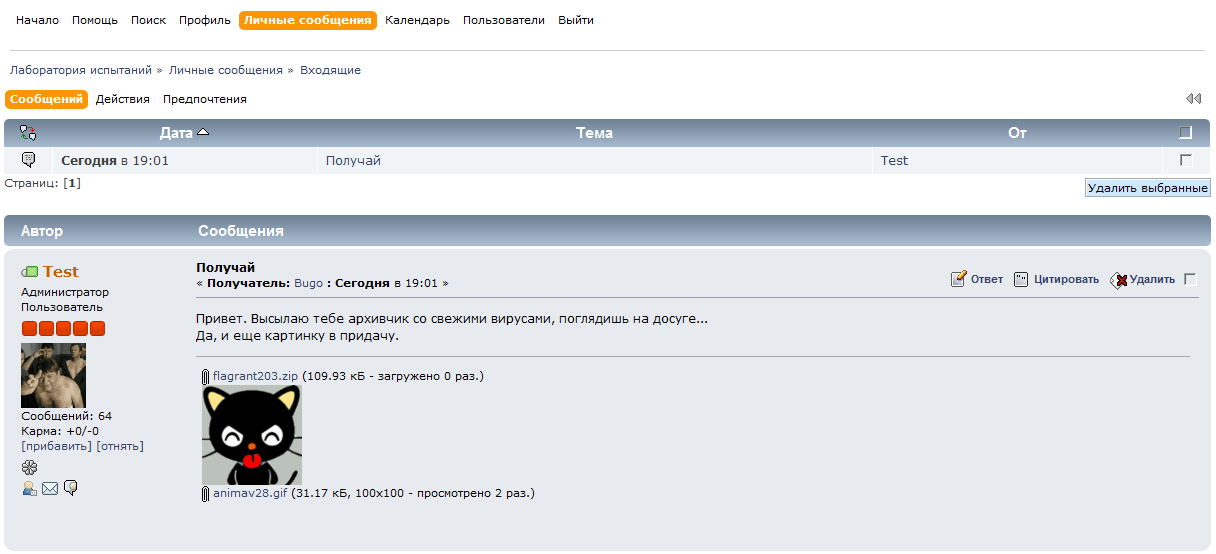 Начало Помощь Поиск Профиль Личные сообщения Календарь Пользователи Выйти
Лаборатория испытаний » Личные сообщения » Входящие
Сообщений Действия Предпочтения
Дата Тема От
Сегодня в 19:01 Получай Test
Страниц: [1]
Удалить выбранные
Автор Сообщения
Test
Администратор
Пользователь
Сообщений: 64
Карма: +0/-0
[прибавить] [отнять]
Получай
« Получатель: Bugo : Сегодня в 19:01 »
Ответ Цитировать Удалить
Привет. Высылаю тебе архивчик со свежими вирусами, поглядишь на досуге...
Да, и еще картинку в придачу.
flagrant203.zip (109.93 кБ - загружено 0 раз.)
animav28.gif (31.17 кБ, 100x100 - просмотрено 2 раз.)